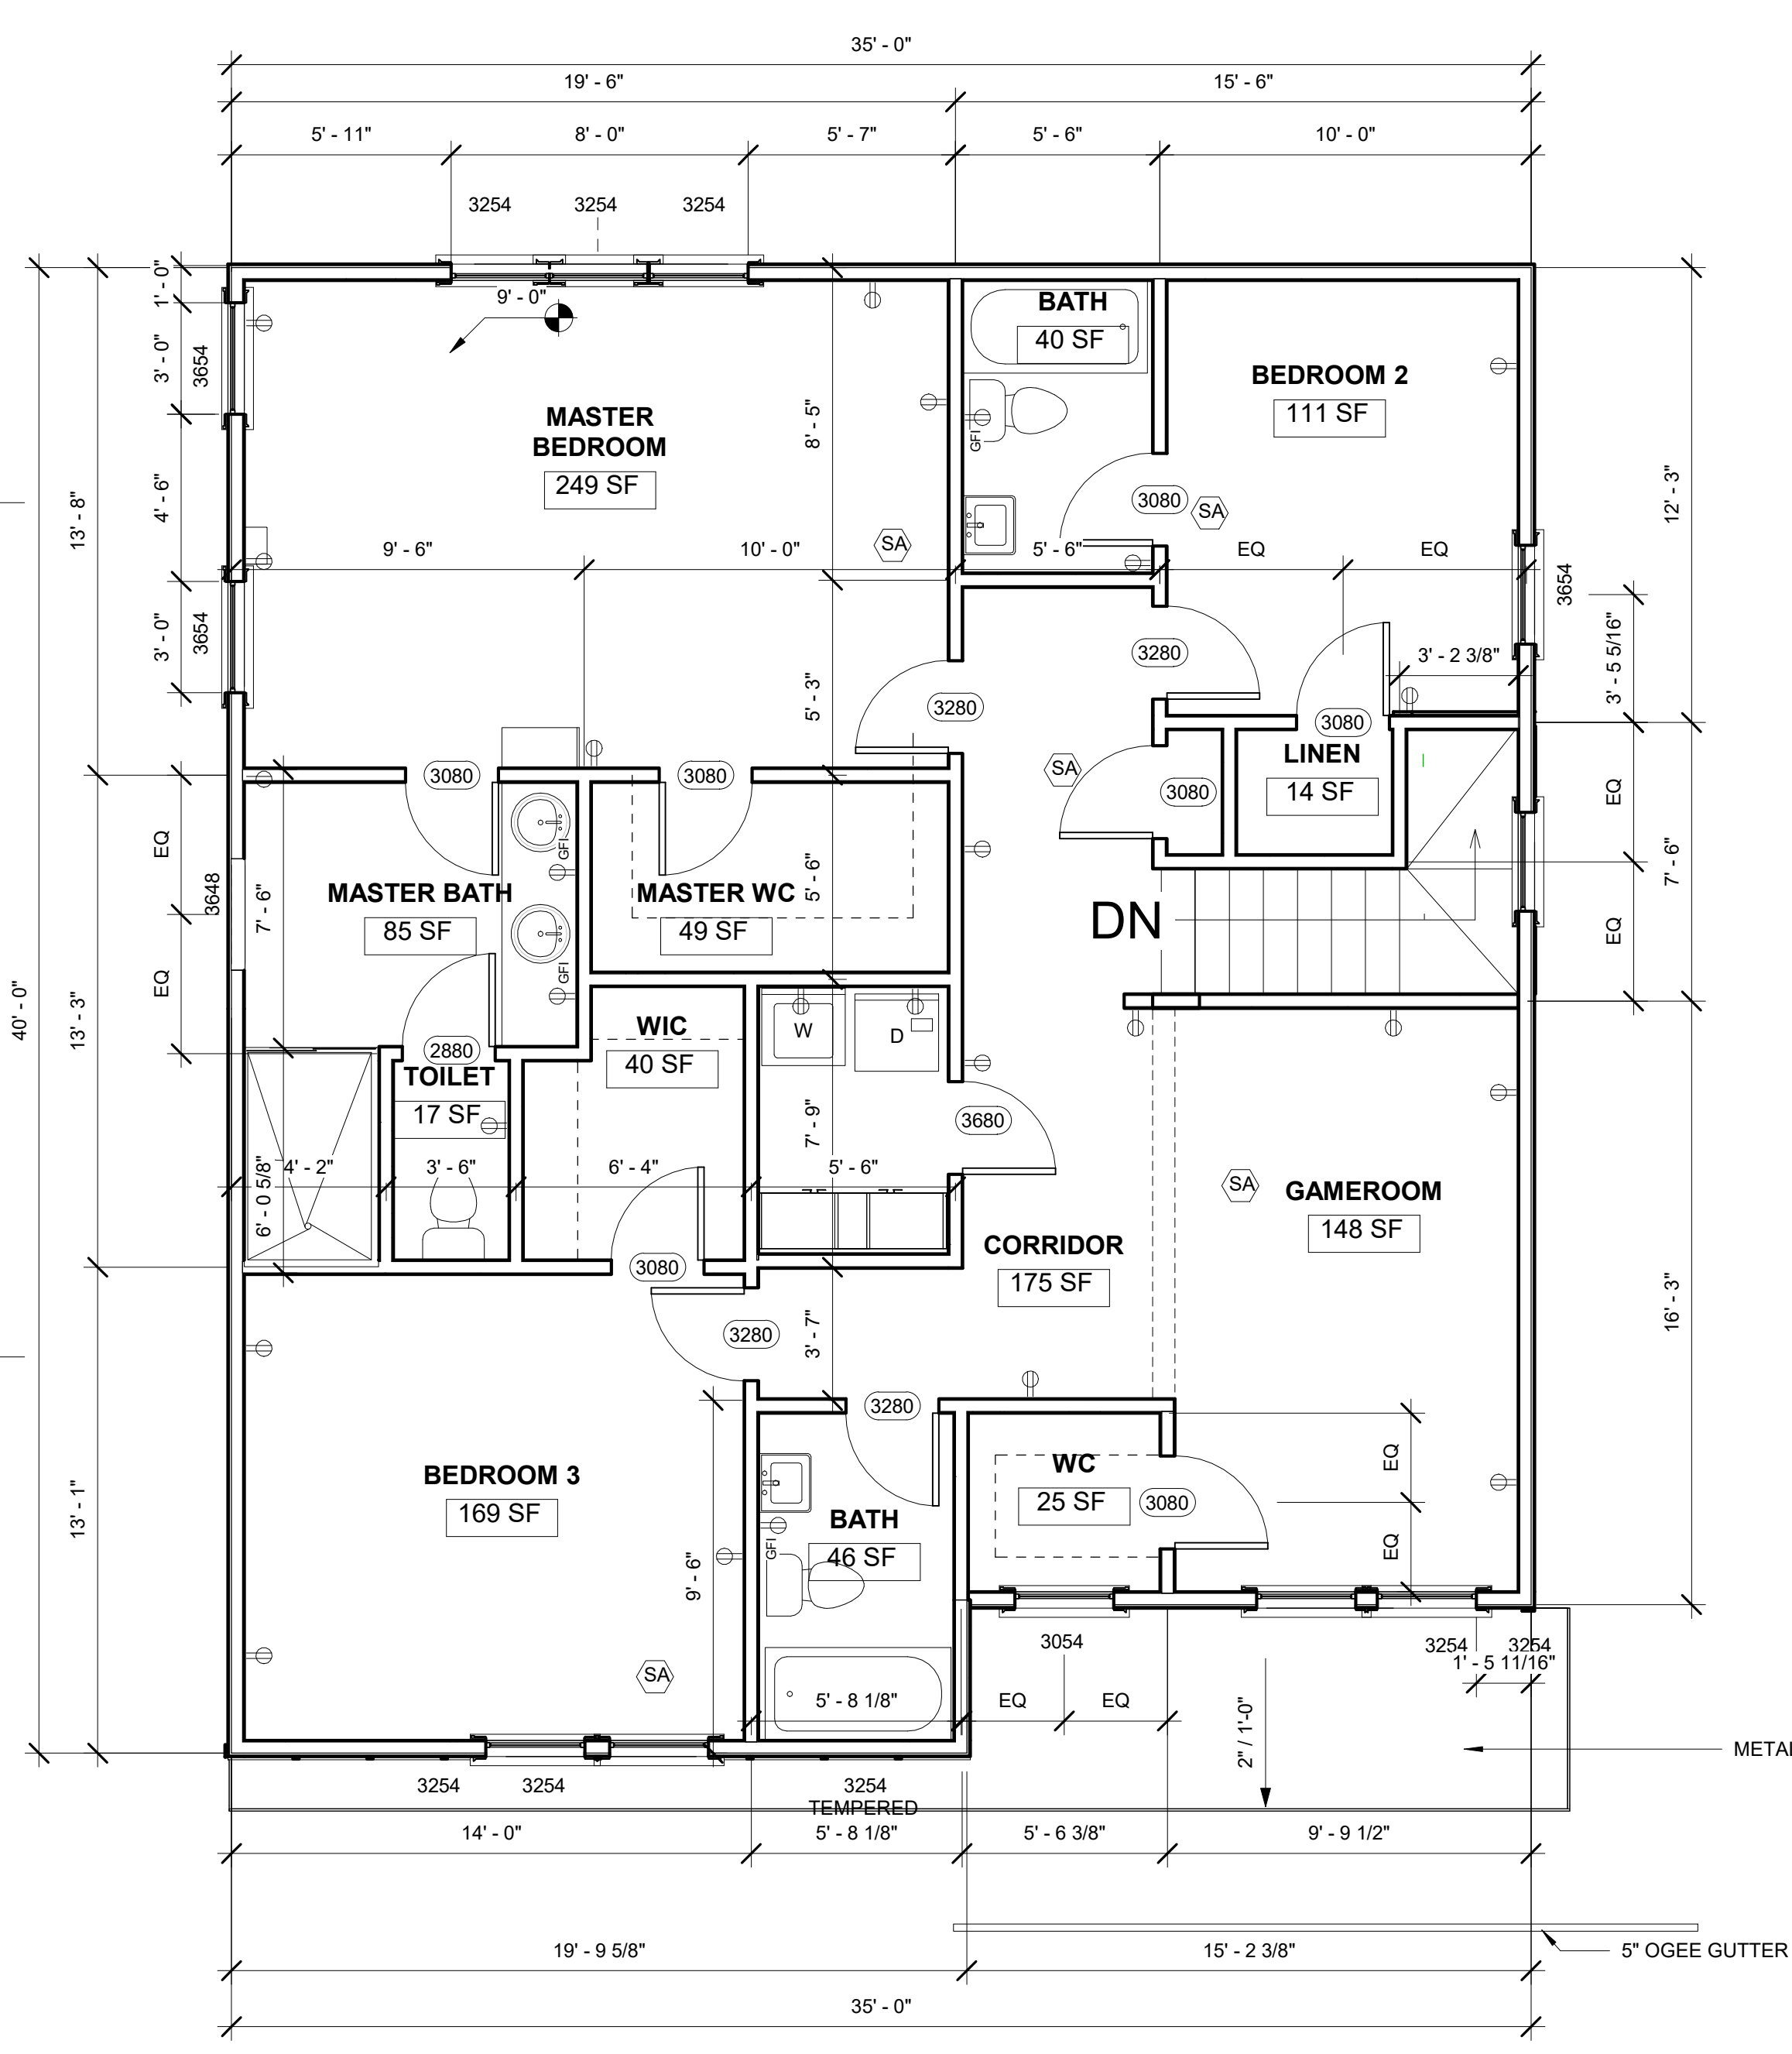 35' - 0"
19' - 6"
15' - 6"
5' - 11"
8' - 0"
5' - 7"
5' - 6"
10' - 0"
3254
3254
3254
1' - 0"
3' - 0"
3654
4' - 6"
13' - 8"
3' - 0"
3654
40' - 0"
9' - 0"
MASTER
BEDROOM
249 SF
8' - 5"
SA
9' - 6"
10' - 0"
5' - 3"
BATH
40 SF
GFI
3080
SA
5' - 6"
BEDROOM 2
111 SF
EQ
EQ
3654
12' - 3"
3' - 5 5/16"
3' - 2 3/8"
3280
3280
3080
LINEN
14 SF
SA
3080
EQ
7' - 6"
EQ
3080
3080
EQ
3648
EQ
13' - 3"
7' - 6"
MASTER BATH
85 SF
GFI
GFI
MASTER WC
49 SF
5' - 6"
DN
2880
TOILET
17 SF
WIC
40 SF
W
D
7' - 9"
3680
6' - 0 5/8"
4' - 2"
3' - 6"
6' - 4"
5' - 6"
SA
GAMEROOM
148 SF
CORRIDOR
175 SF
16' - 3"
3080
3280
3' - 7"
3280
13' - 1"
BEDROOM 3
169 SF
9' - 6"
SA
BATH
46 SF
GFI
5' - 8 1/8"
WC
25 SF
3080
EQ
EQ
3054
EQ
EQ
3254
3254
1' - 5 11/16"
2" / 1'-0"
METAL
3254
3254
3254
TEMPERED
14' - 0"
5' - 8 1/8"
5' - 6 3/8"
9' - 9 1/2"
19' - 9 5/8"
15' - 2 3/8"
5" OGEE GUTTER
35' - 0"